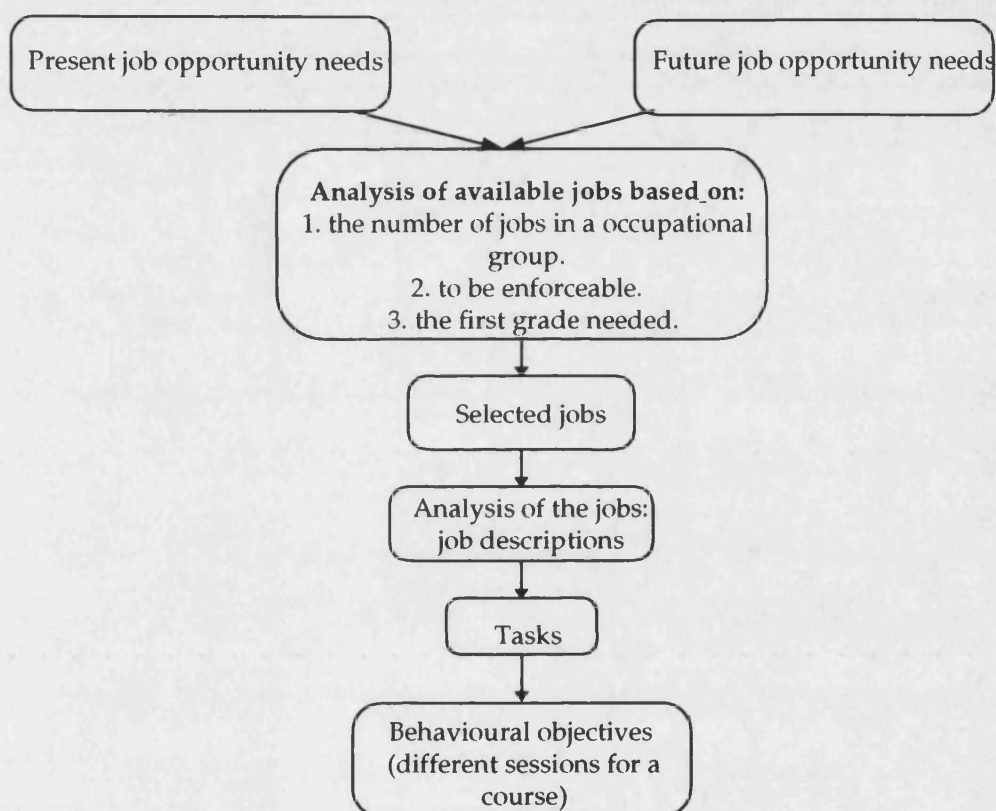 Present job opportunity needs
Future job opportunity needs
Analysis of available jobs based on:
1. the number of jobs in a occupational
group.
2. to be enforceable.
3. the first grade needed.
Selected jobs
Analysis of the jobs:
job descriptions
Tasks
Behavioural objectives
(different sessions for a
course)